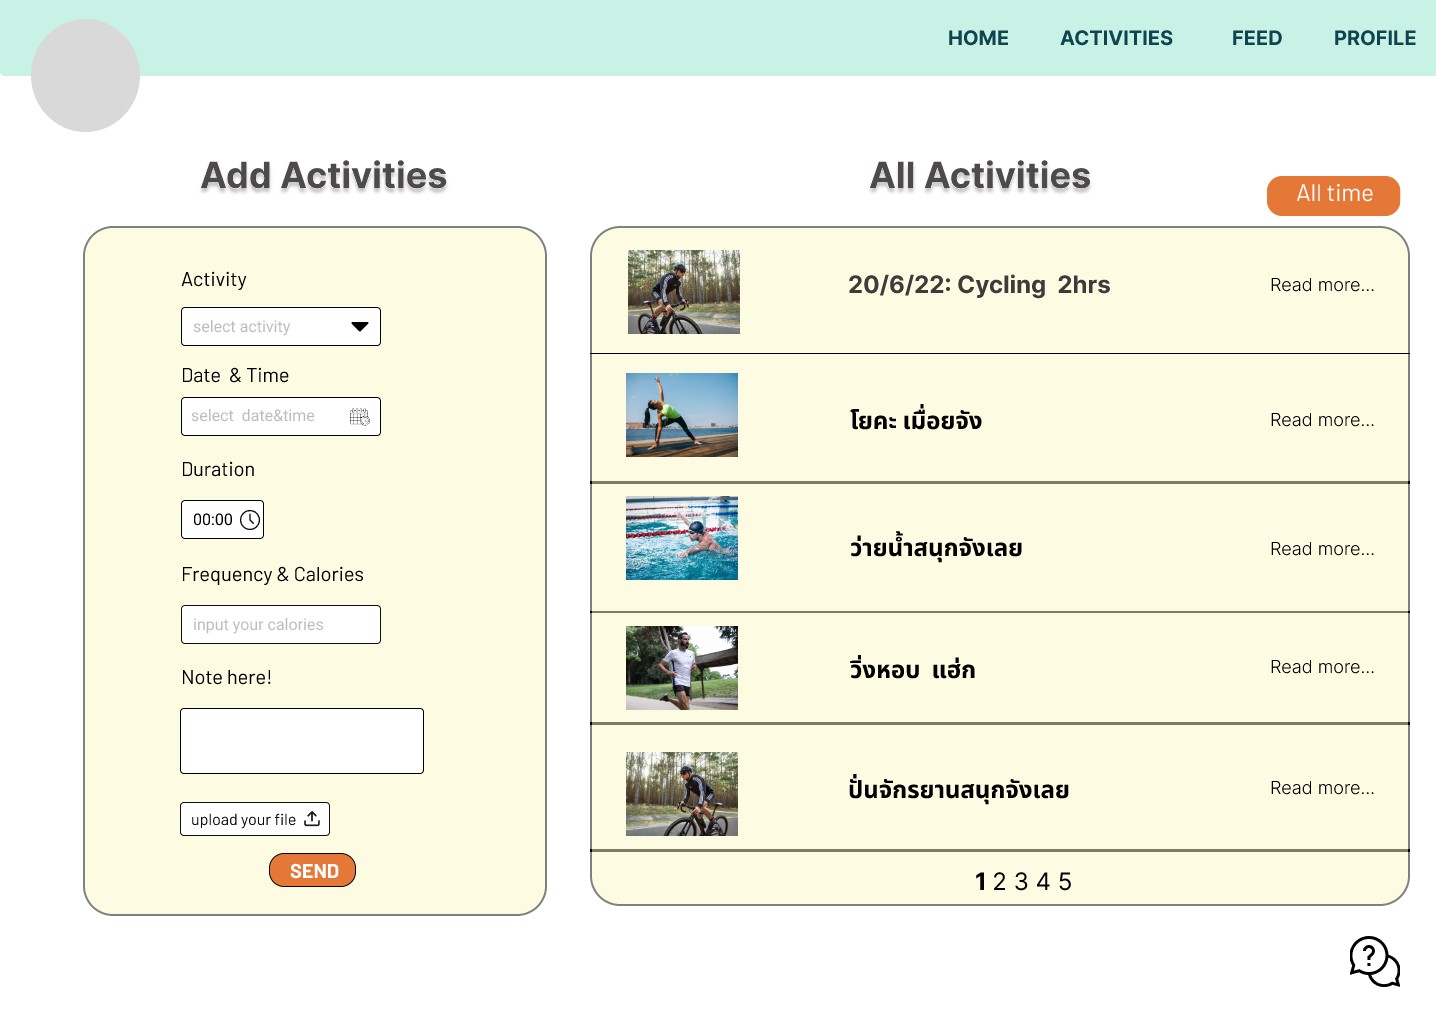 HOME ACTIVITIES FEED PROFILE
Add Activities
Activity
select activity
Date & Time
select date&time
Duration
00:00
Frequency & Calories
input your calories
Note here!
upload your file
SEND
All Activities
All time
20/6/22: Cycling 2hrs Read more...
โยคะ เมื่อยจัง Read more...
ว่ายน้ำสนุกจังเลย Read more...
วิ่งหอบ แฮ่ก Read more...
ปั่นจักรยานสนุกจังเลย Read more...
1 2 3 4 5
?